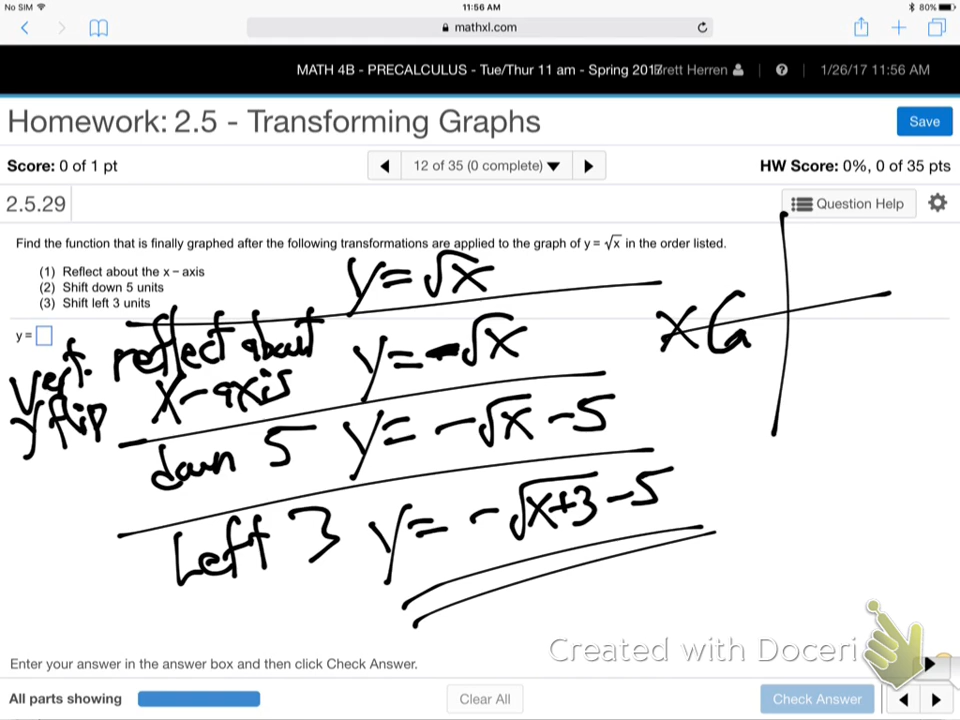 No SIM 11:56 AM 80%
mathxl.com
MATH 4B - PRECALCULUS - Tue/Thur 11 am - Spring 2017 Brett Herren 1/26/17 11:56 AM
Homework: 2.5 - Transforming Graphs Save
Score: 0 of 1 pt 12 of 35 (0 complete) HW Score: 0%, 0 of 35 pts
2.5.29 Question Help
Find the function that is finally graphed after the following transformations are applied to the graph of y = √x in the order listed.
(1) Reflect about the x – axis
(2) Shift down 5 units
(3) Shift left 3 units
y =
y = √x
Vert. reflect about y = -√x
y flip x-axis
down 5 y = -√x - 5
Left 3 y = -√x+3 - 5
Created with Doceri
Enter your answer in the answer box and then click Check Answer.
All parts showing Clear All Check Answer